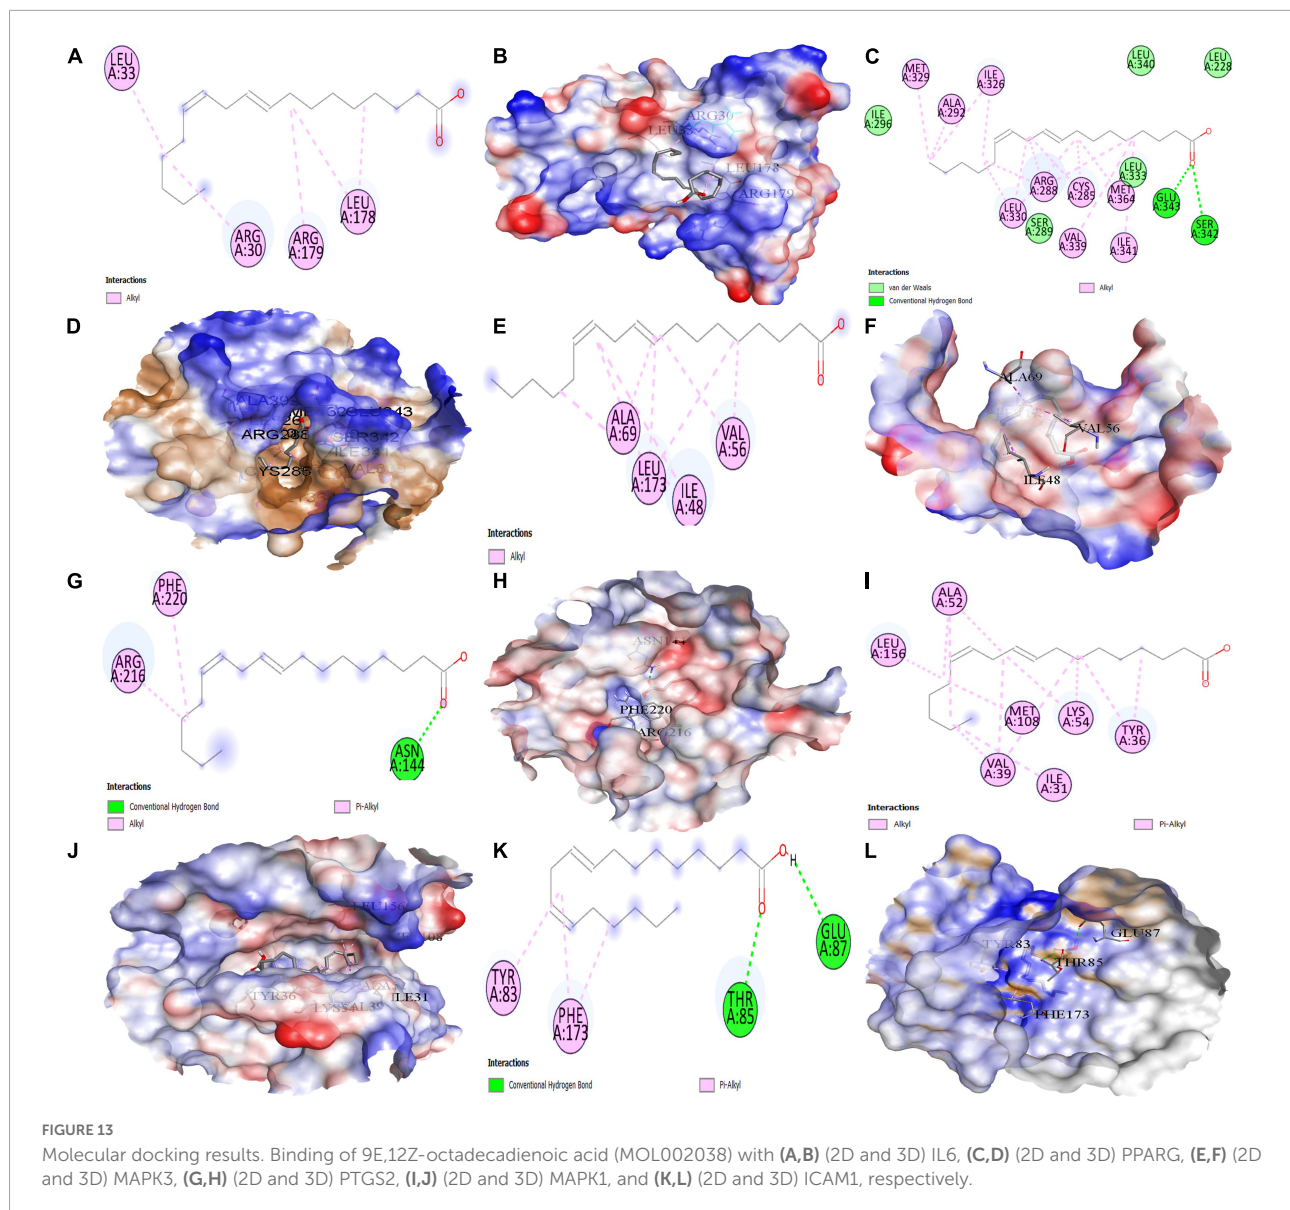 A
LEU
A:33
ARG
A:30
ARG
A:179
LEU
A:178
O
O
Interactions
Alkyl
B
ARG30
LEU33
LEU178
ARG179
C
MET
A:329
ALA
A:292
ILE
A:326
ILE
A:296
LEU
A:340
LEU
A:228
ARG
A:288
CYS
A:285
MET
A:364
LEU
A:333
GLU
A:343
SER
A:342
LEU
A:330
SER
A:289
VAL
A:339
ILE
A:341
O
O
Interactions
van der Waals
Conventional Hydrogen Bond
Alkyl
D
ARG288
SER342
E
ALA
A:69
LEU
A:173
ILE
A:48
VAL
A:56
O
O
Interactions
Alkyl
F
ALA69
VAL56
ILE48
G
PHE
A:220
ARG
A:216
ASN
A:144
O
O
Interactions
Conventional Hydrogen Bond
Alkyl
Pi-Alkyl
H
ASN144
PHE220
ARG216
I
ALA
A:52
LEU
A:156
MET
A:108
LYS
A:54
TYR
A:36
VAL
A:39
ILE
A:31
O
O
Interactions
Alkyl
Pi-Alkyl
J
LEU156
TYR36
LYS54
ILE31
K
TYR
A:83
PHE
A:173
THR
A:85
GLU
A:87
O
H
O
Interactions
Conventional Hydrogen Bond
Pi-Alkyl
L
TYR83
GLU87
THR85
PHE173
FIGURE 13
Molecular docking results. Binding of 9E,12Z-octadecadienoic acid (MOL002038) with (A,B) (2D and 3D) IL6, (C,D) (2D and 3D) PPARG, (E,F) (2D
and 3D) MAPK3, (G,H) (2D and 3D) PTGS2, (I,J) (2D and 3D) MAPK1, and (K,L) (2D and 3D) ICAM1, respectively.